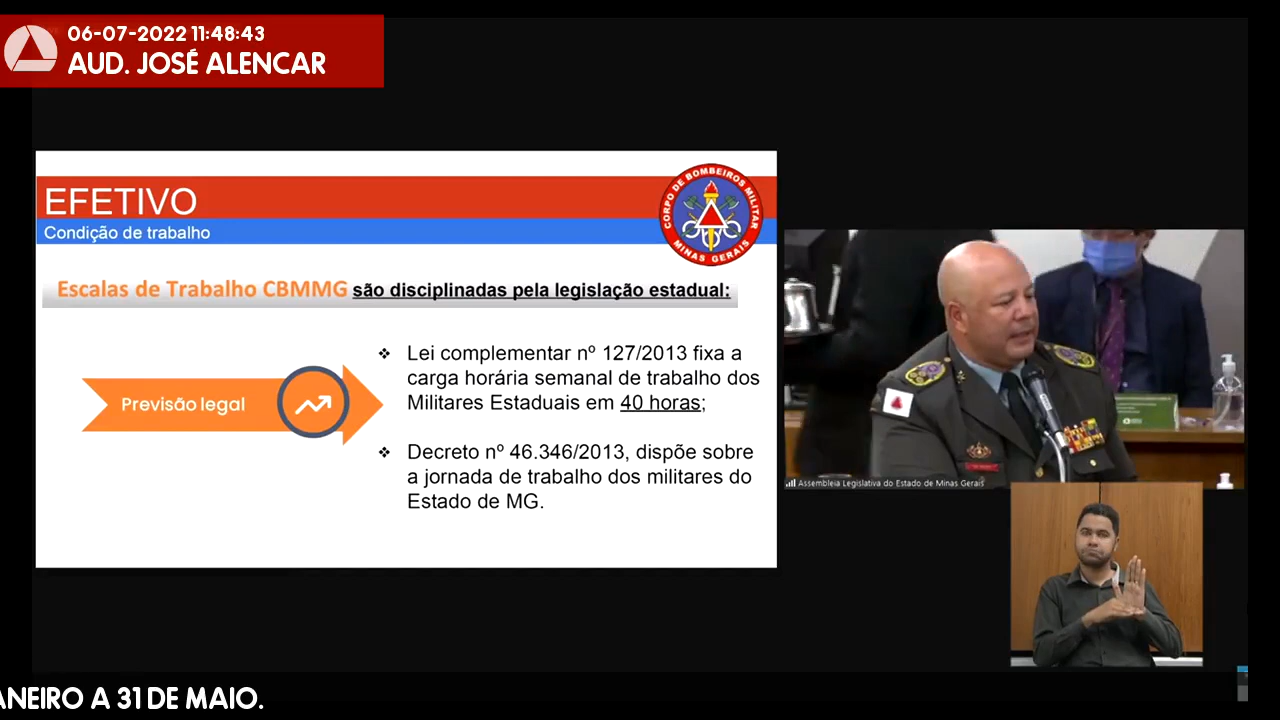 06-07-2022 11:48:43
AUD. JOSÉ ALENCAR
EFETIVO
Condição de trabalho
CORPO DE BOMBEIROS MILITAR
MINAS GERAIS
Escalas de Trabalho CBMMG são disciplinadas pela legislação estadual:
Previsão legal
❖ Lei complementar nº 127/2013 fixa a
carga horária semanal de trabalho dos
Militares Estaduais em 40 horas;
❖ Decreto nº 46.346/2013, dispõe sobre
a jornada de trabalho dos militares do
Estado de MG.
Assembleia Legislativa do Estado de Minas Gerais
ANEIRO A 31 DE MAIO.